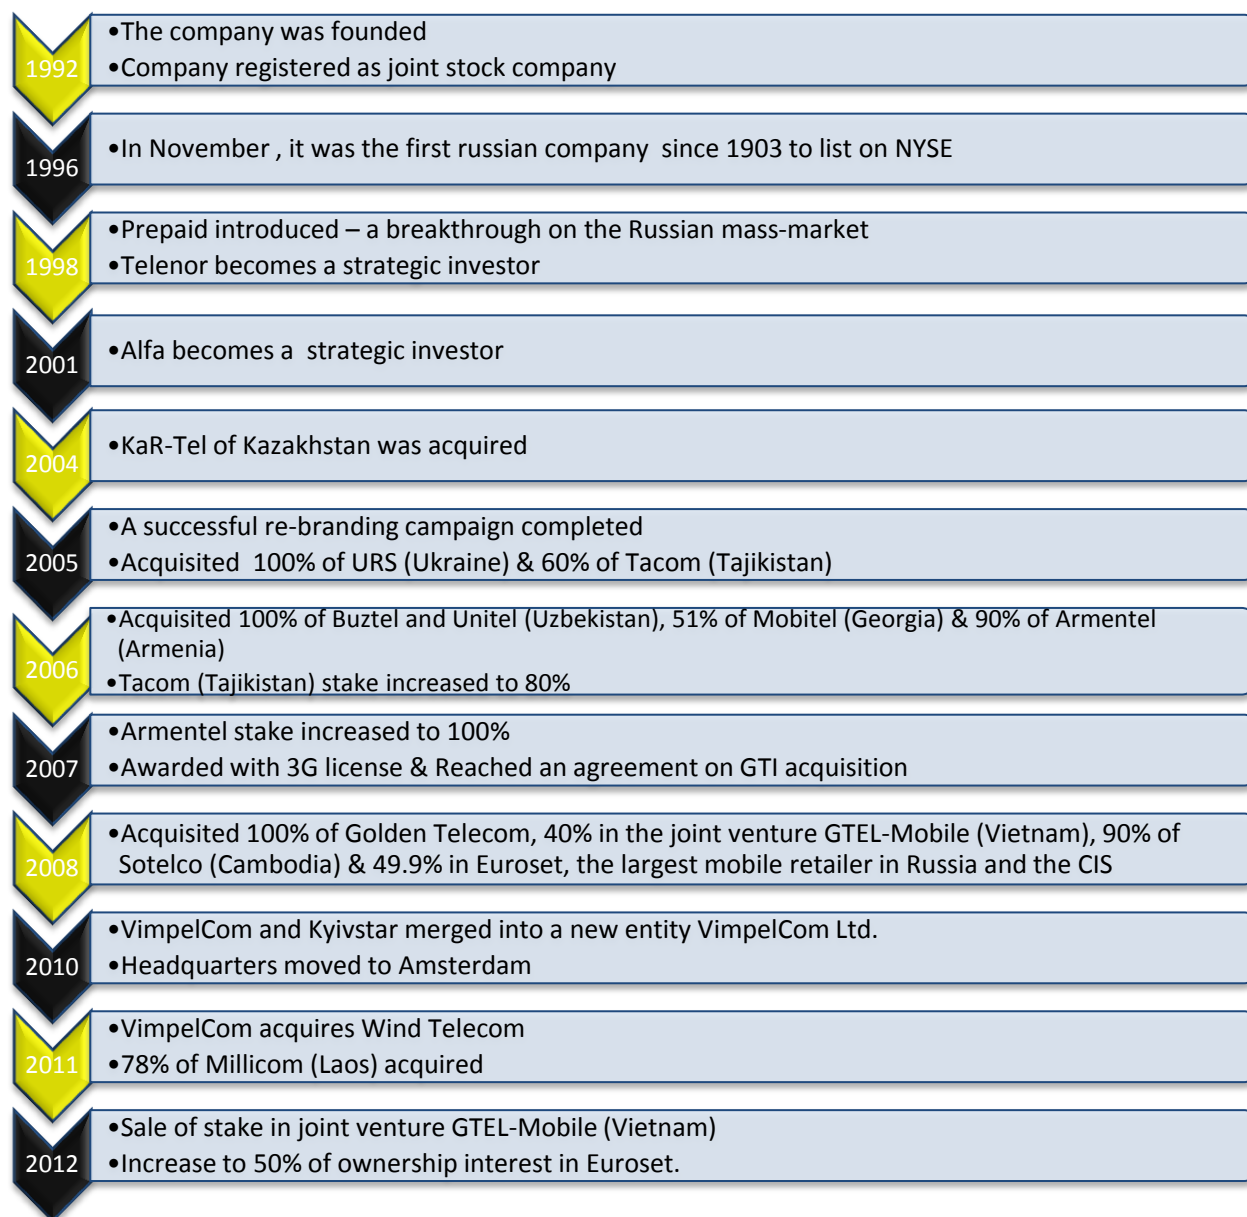 1992
•The company was founded
•Company registered as joint stock company
1996
•In November , it was the first russian company  since 1903 to list on NYSE
1998
•Prepaid introduced – a breakthrough on the Russian mass-market
•Telenor becomes a strategic investor
2001
•Alfa becomes a  strategic investor
2004
•KaR-Tel of Kazakhstan was acquired
2005
•A successful re-branding campaign completed
•Acquisited  100% of URS (Ukraine) & 60% of Tacom (Tajikistan)
2006
•Acquisited 100% of Buztel and Unitel (Uzbekistan), 51% of Mobitel (Georgia) & 90% of Armentel
(Armenia)
•Tacom (Tajikistan) stake increased to 80%
2007
•Armentel stake increased to 100%
•Awarded with 3G license & Reached an agreement on GTI acquisition
2008
•Acquisited 100% of Golden Telecom, 40% in the joint venture GTEL-Mobile (Vietnam), 90% of
Sotelco (Cambodia) & 49.9% in Euroset, the largest mobile retailer in Russia and the CIS
2010
•VimpelCom and Kyivstar merged into a new entity VimpelCom Ltd.
•Headquarters moved to Amsterdam
2011
•VimpelCom acquires Wind Telecom
•78% of Millicom (Laos) acquired
2012
•Sale of stake in joint venture GTEL-Mobile (Vietnam)
•Increase to 50% of ownership interest in Euroset.